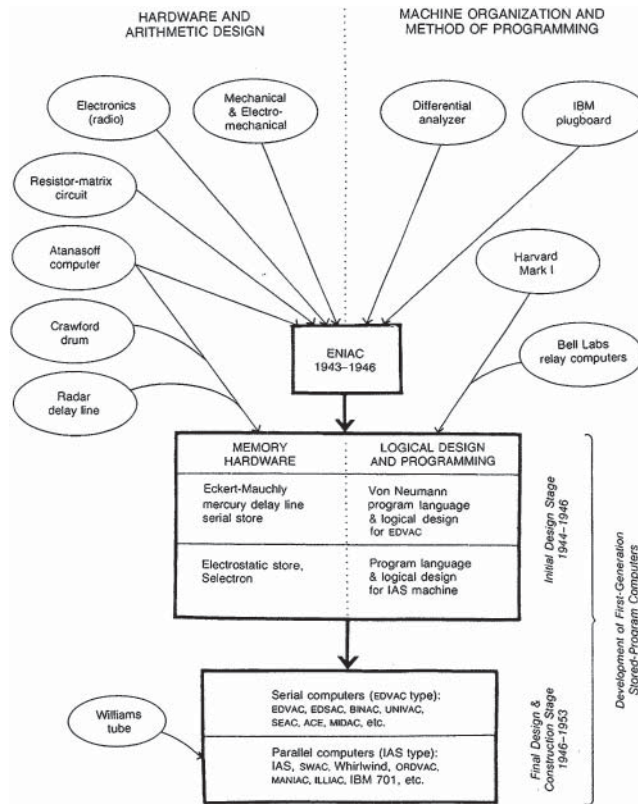 HARDWARE AND
ARITHMETIC DESIGN
MACHINE ORGANIZATION AND
METHOD OF PROGRAMMING
Electronics
(radio)
Mechanical
& Electro-
mechanical
Differential
analyzer
IBM
plugboard
Resistor-matrix
circuit
Atanasoff
computer
Harvard
Mark I
Crawford
drum
ENIAC
1943–1946
Bell Labs
relay computers
Radar
delay line
MEMORY
HARDWARE
LOGICAL DESIGN
AND PROGRAMMING
Eckert-Mauchly
mercury delay line
serial store
Von Neumann
program language
& logical design
for EDVAC
Electrostatic store,
Selectron
Program language
& logical design
for IAS machine
Initial Design Stage
1944–1946
Development of First-Generation
Stored-Program Computers
Serial computers (EDVAC type):
EDVAC, EDSAC, BINAC, UNIVAC,
SEAC, ACE, MIDAC, etc.
Williams
tube
Parallel computers (IAS type):
IAS, SWAC, Whirlwind, ORDVAC,
MANIAC, ILLIAC, IBM 701, etc.
Final Design &
Construction Stage
1946–1953